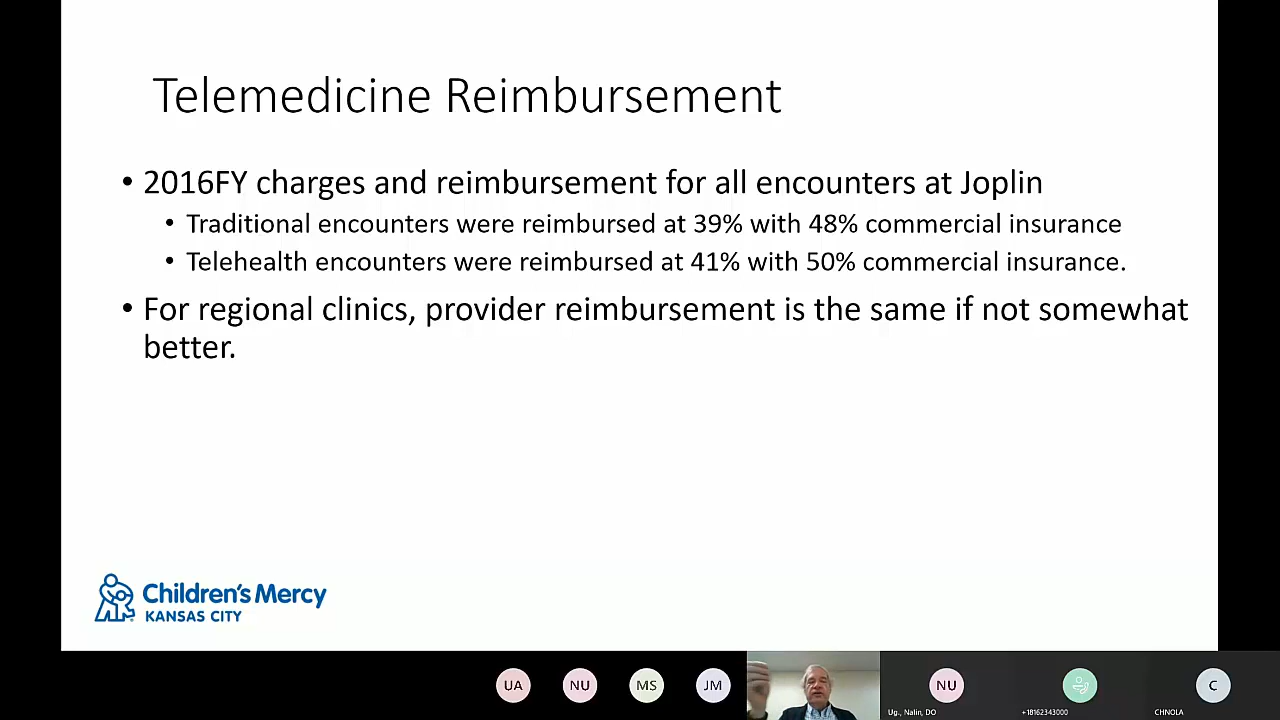 Telemedicine Reimbursement
• 2016FY charges and reimbursement for all encounters at Joplin
• Traditional encounters were reimbursed at 39% with 48% commercial insurance
• Telehealth encounters were reimbursed at 41% with 50% commercial insurance.
• For regional clinics, provider reimbursement is the same if not somewhat
better.
Children's Mercy
KANSAS CITY
UA NU MS JM NU C
Ug., Nalin, DO +18162343000 CHNOLA